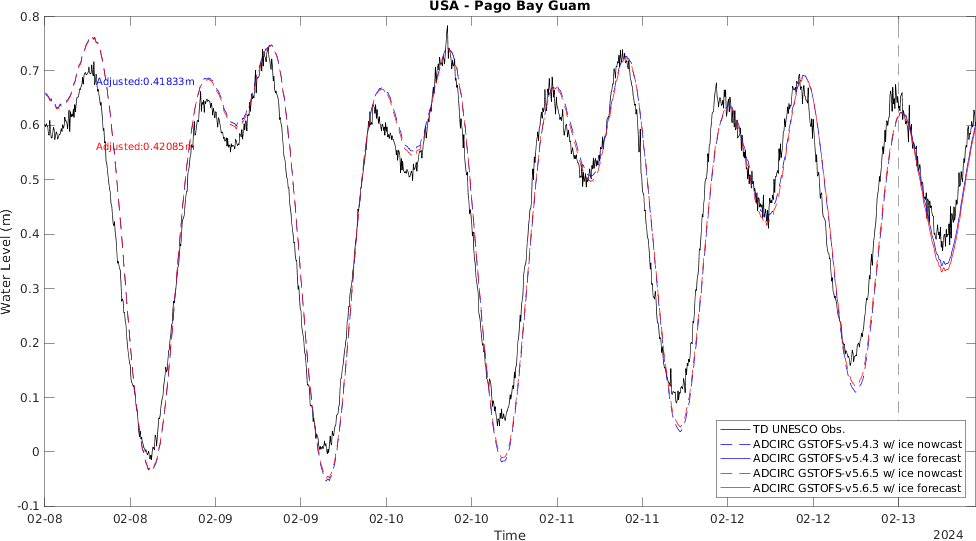 USA - Pago Bay Guam
0.8
0.7
0.6
0.5
0.4
0.3
0.2
0.1
0
-0.1
Water Level (m)
Adjusted:0.41833m
Adjusted:0.42085m
TD UNESCO Obs.
ADCIRC GSTOFS-v5.4.3 w/ ice nowcast
ADCIRC GSTOFS-v5.4.3 w/ ice forecast
ADCIRC GSTOFS-v5.6.5 w/ ice nowcast
ADCIRC GSTOFS-v5.6.5 w/ ice forecast
02-08 02-08 02-09 02-09 02-10 02-10 02-11 02-11 02-12 02-12 02-13
Time
2024